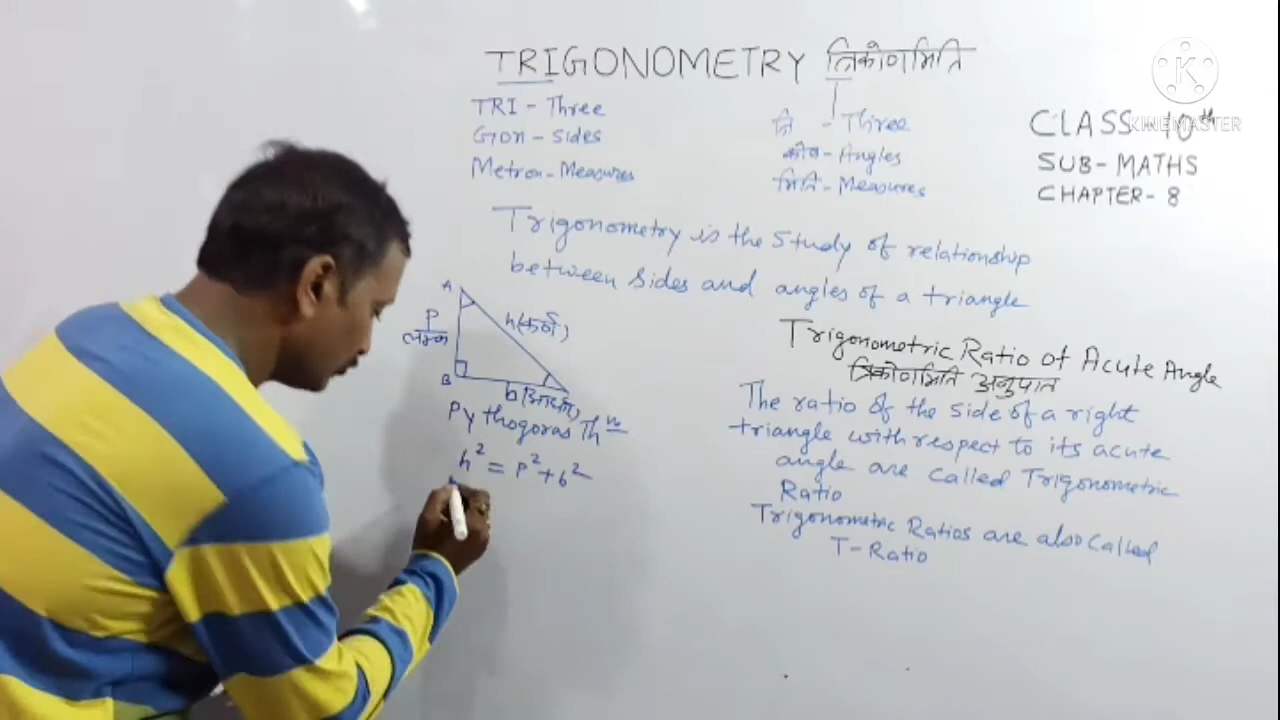 TRIGONOMETRY त्रिकोणमिति
TRI - Three
Gon - Sides
Metron - Measures
त्रि - Three
कोण - Angles
मिति - Measures
CLASS - 10th
SUB - MATHS
CHAPTER - 8
K
KINEMASTER
Trigonometry is the study of relationship
between sides and angles of a triangle
A
P
लम्ब
h(कर्ण)
B
b(आधार)
Pythogoras Thm
h² = P² + b²
Trigonometric Ratio of Acute Angle
त्रिकोणमिति अनुपात
The ratio of the side of a right
triangle with respect to its acute
angle are called Trigonometric
Ratio
Trigonometric Ratios are also called
T-Ratio